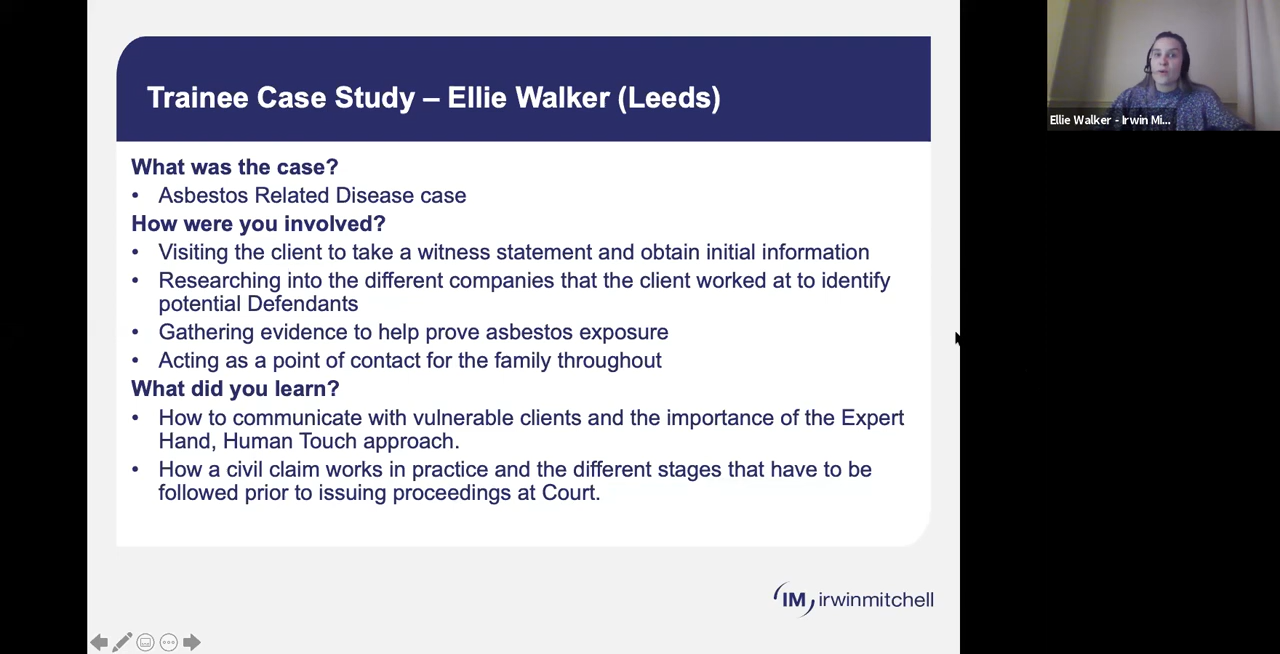 Trainee Case Study – Ellie Walker (Leeds)
What was the case?
• Asbestos Related Disease case
How were you involved?
• Visiting the client to take a witness statement and obtain initial information
• Researching into the different companies that the client worked at to identify
potential Defendants
• Gathering evidence to help prove asbestos exposure
• Acting as a point of contact for the family throughout
What did you learn?
• How to communicate with vulnerable clients and the importance of the Expert
Hand, Human Touch approach.
• How a civil claim works in practice and the different stages that have to be
followed prior to issuing proceedings at Court.
IM irwinmitchell
Ellie Walker - Irwin Mi...